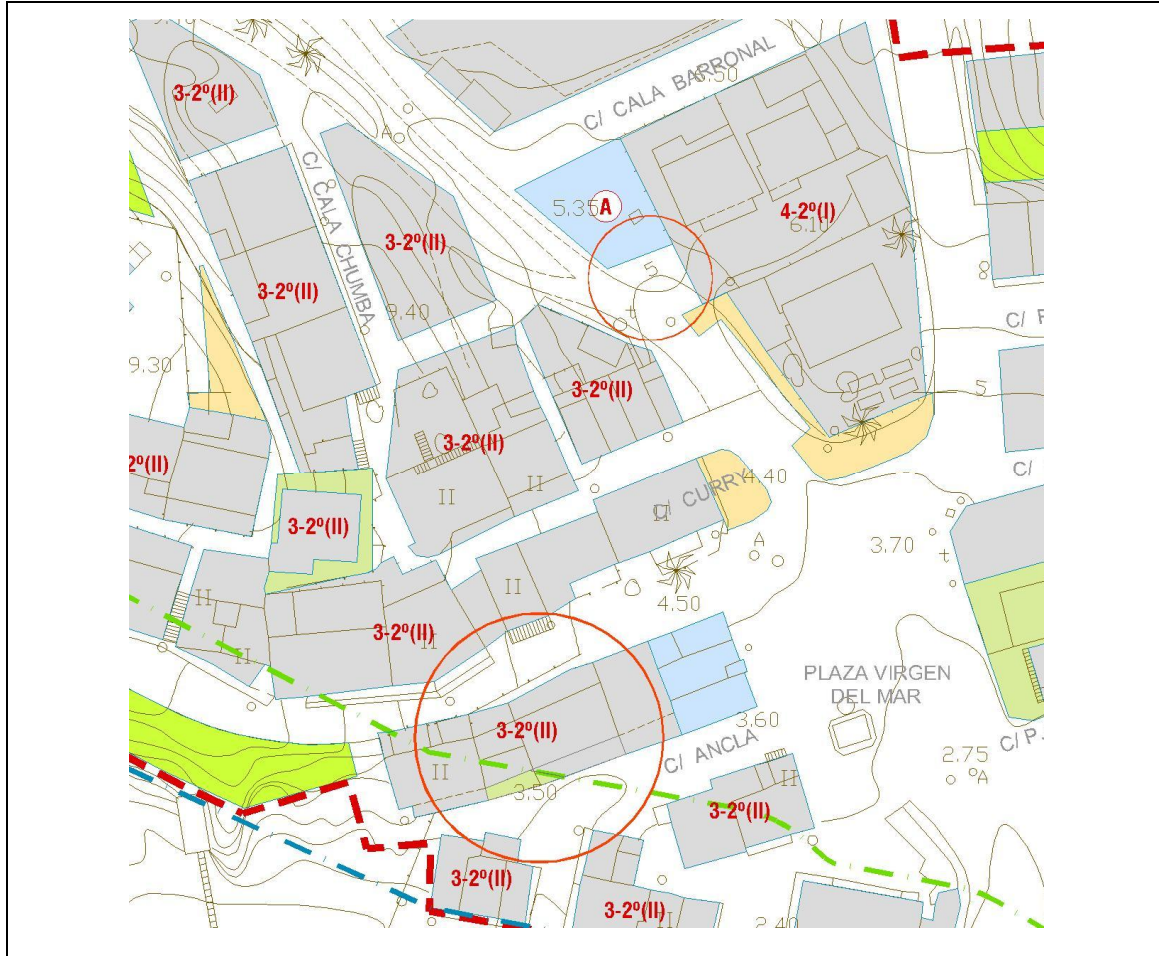 3-2º(II)
C/ CALA BARRONAL
6.50
A
C/ CALA CHUMBA
5.35
A
4-2º(I)
6.10
3-2º(II)
5
8
3-2º(II)
9.40
C/
9.30
3-2º(II)
5
3-2º(II)
2º(II)
II
II
C/ CURRY
II
4.40
C/
3-2º(II)
A
3.70
II
II
4.50
3-2º(II)
II
II
PLAZA VIRGEN
DEL MAR
3-2º(II)
3.60
C/ ANCLA
C/ P.
2.75
A
II
3.50
II
3-2º(II)
3-2º(II)
3-2º(II)
II
2.40